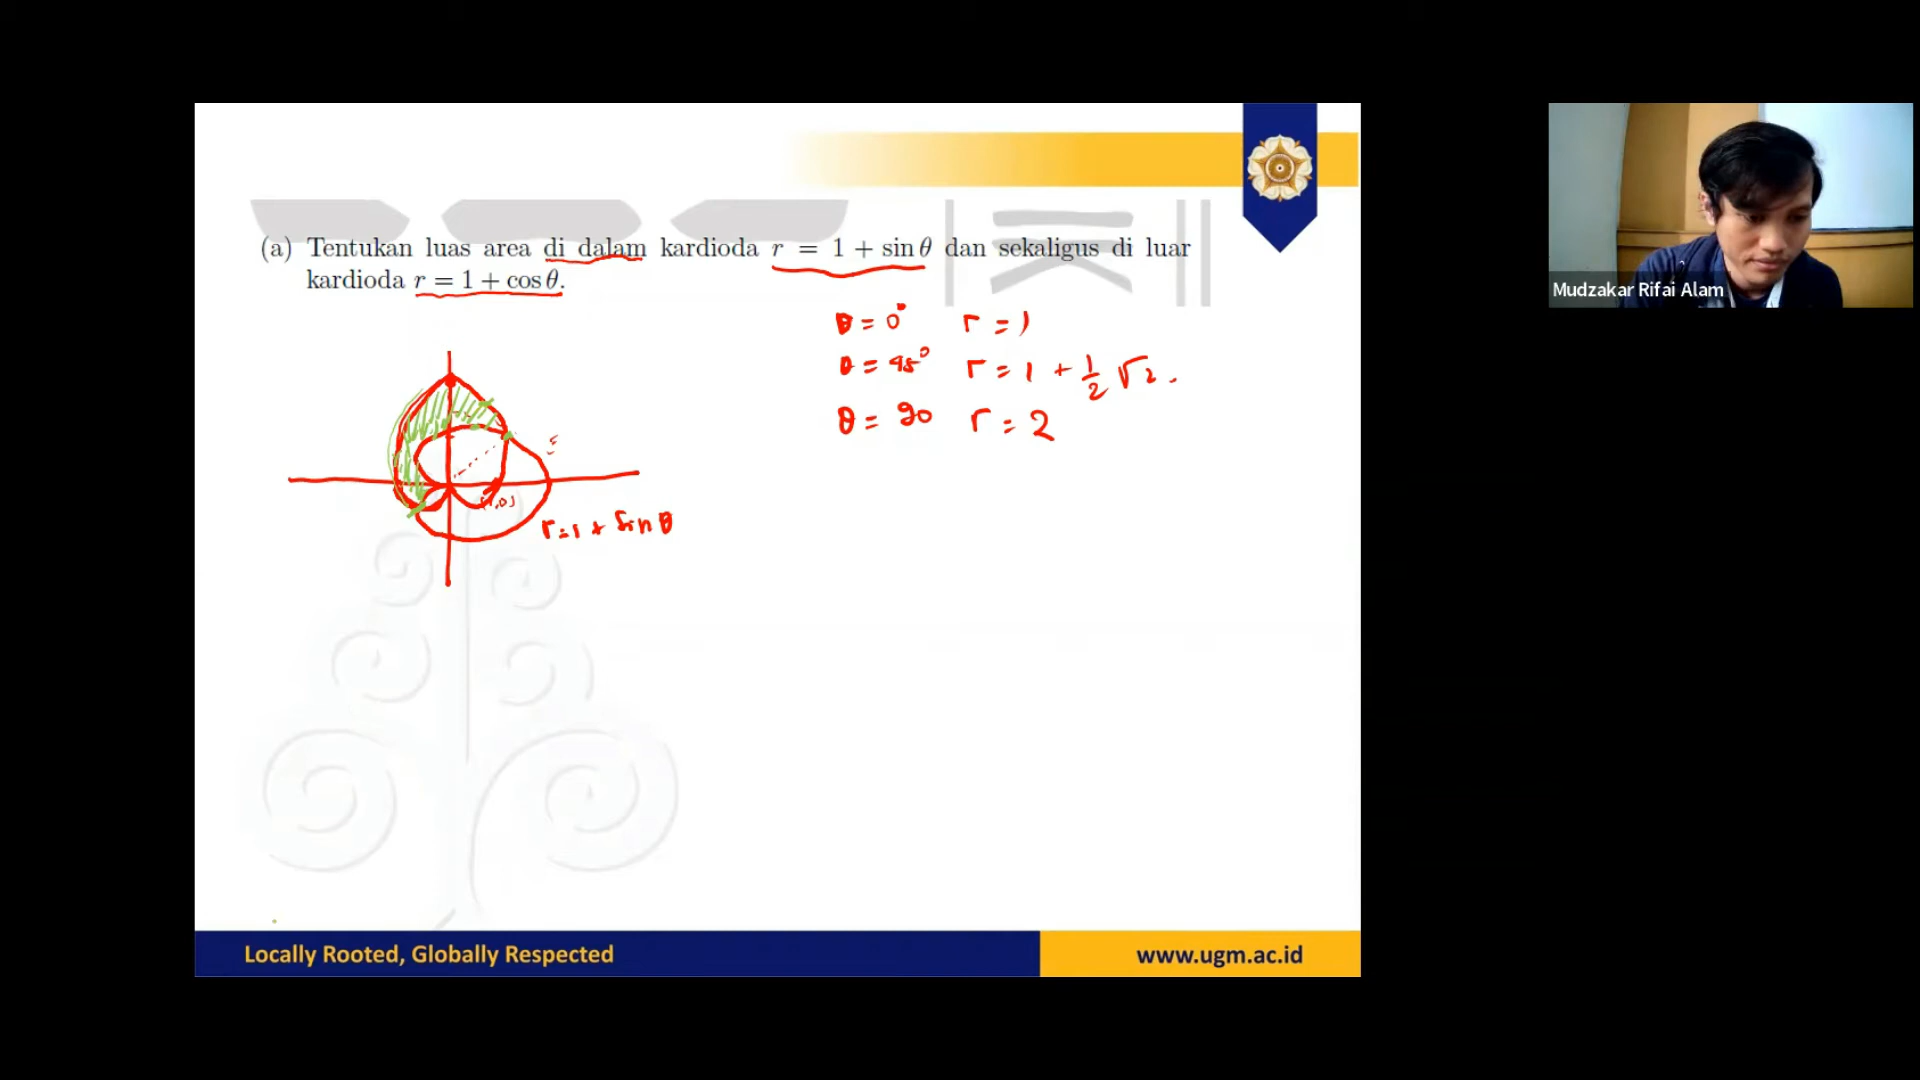 (a) Tentukan luas area di dalam kardioda r = 1 + sin θ dan sekaligus di luar
kardioda r = 1 + cos θ.
θ = 0° r = 1
θ = 45° r = 1 + 1/2 √2.
θ = 90 r = 2
r = 1 + sin θ
Mudzakar Rifai Alam
Locally Rooted, Globally Respected
www.ugm.ac.id